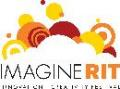 IMAGINE RIT
INNOVATION + CREATIVITY FESTIVAL